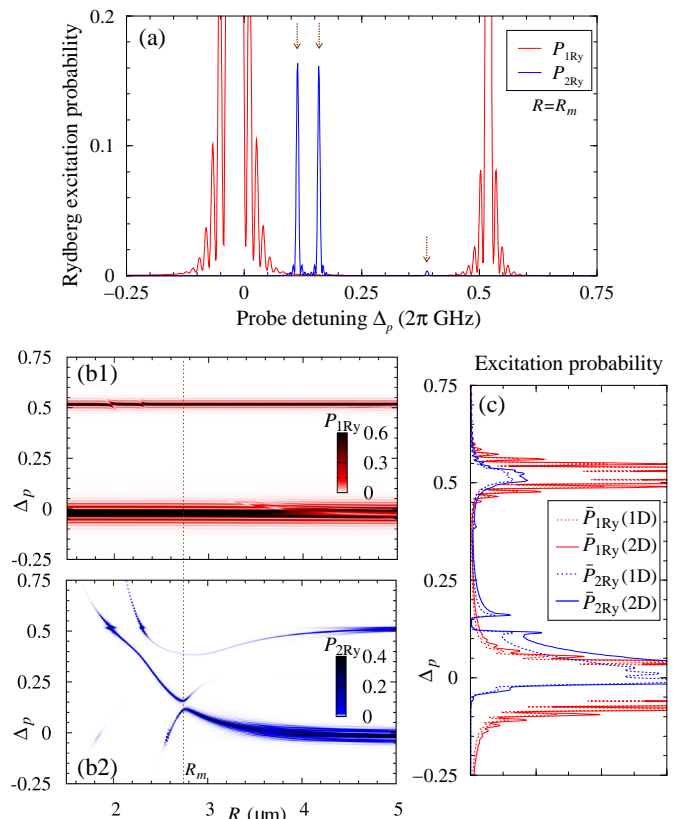 (a)
P1Ry
P2Ry
R=Rm
Rydberg excitation probability
0.2
0.1
0
-0.25 0 0.25 0.5 0.75
Probe detuning Δp (2π GHz)
(b1)
0.75
0.5
0.25
0
-0.25
Δp
P1Ry
0.6
0.3
0
(b2)
0.75
0.5
0.25
0
-0.25
Δp
P2Ry
0.4
0.2
0
Rm
2 3 4 5
R (μm)
Excitation probability
(c)
0.75
0.5
0.25
0
-0.25
Δp
P̄1Ry (1D)
P̄1Ry (2D)
P̄2Ry (1D)
P̄2Ry (2D)